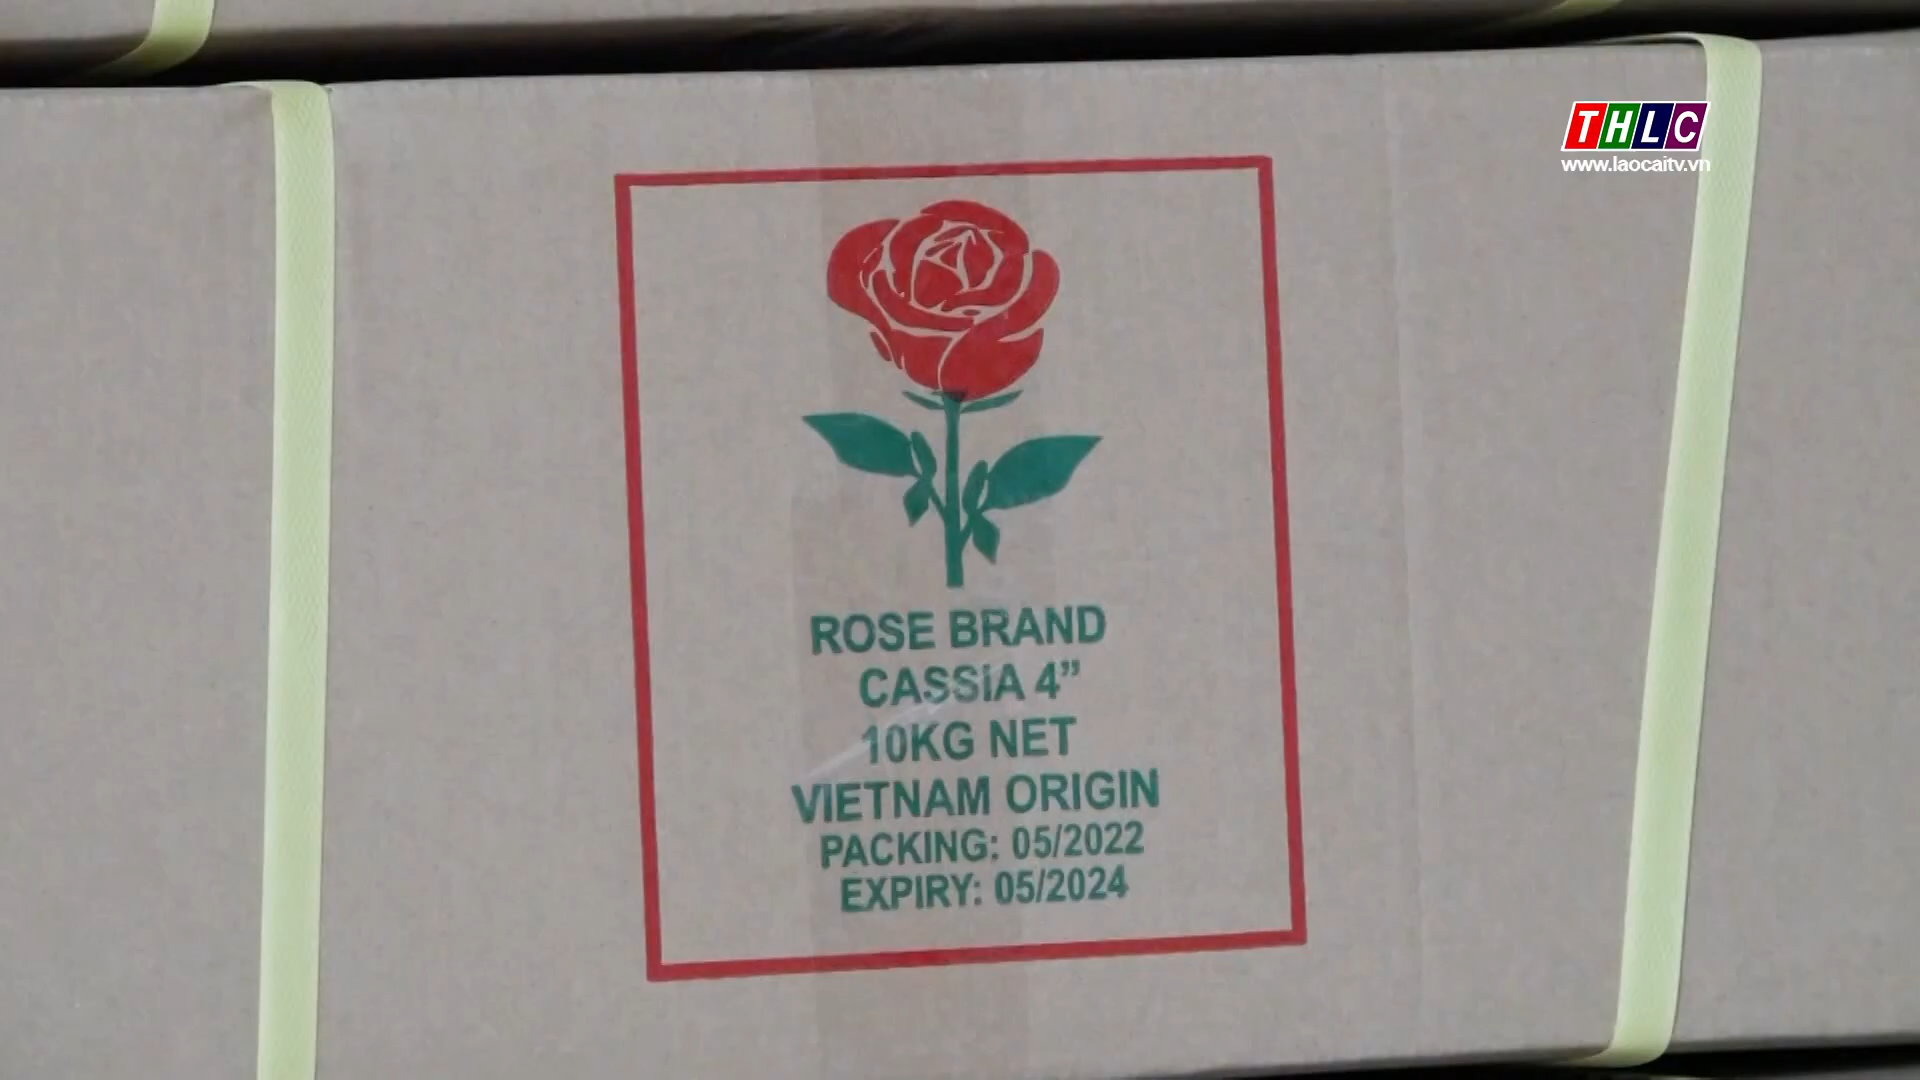 THLC
www.laocaitv.vn
ROSE BRAND
CASSIA 4”
10KG NET
VIETNAM ORIGIN
PACKING: 05/2022
EXPIRY: 05/2024